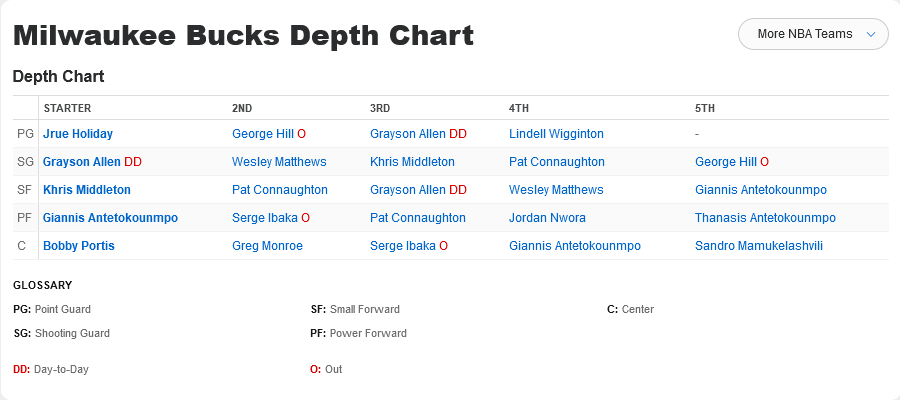 Milwaukee Bucks Depth Chart
More NBA Teams
Depth Chart
STARTER 2ND 3RD 4TH 5TH
PG Jrue Holiday George Hill O Grayson Allen DD Lindell Wigginton -
SG Grayson Allen DD Wesley Matthews Khris Middleton Pat Connaughton George Hill O
SF Khris Middleton Pat Connaughton Grayson Allen DD Wesley Matthews Giannis Antetokounmpo
PF Giannis Antetokounmpo Serge Ibaka O Pat Connaughton Jordan Nwora Thanasis Antetokounmpo
C Bobby Portis Greg Monroe Serge Ibaka O Giannis Antetokounmpo Sandro Mamukelashvili
GLOSSARY
PG: Point Guard SF: Small Forward C: Center
SG: Shooting Guard PF: Power Forward
DD: Day-to-Day O: Out